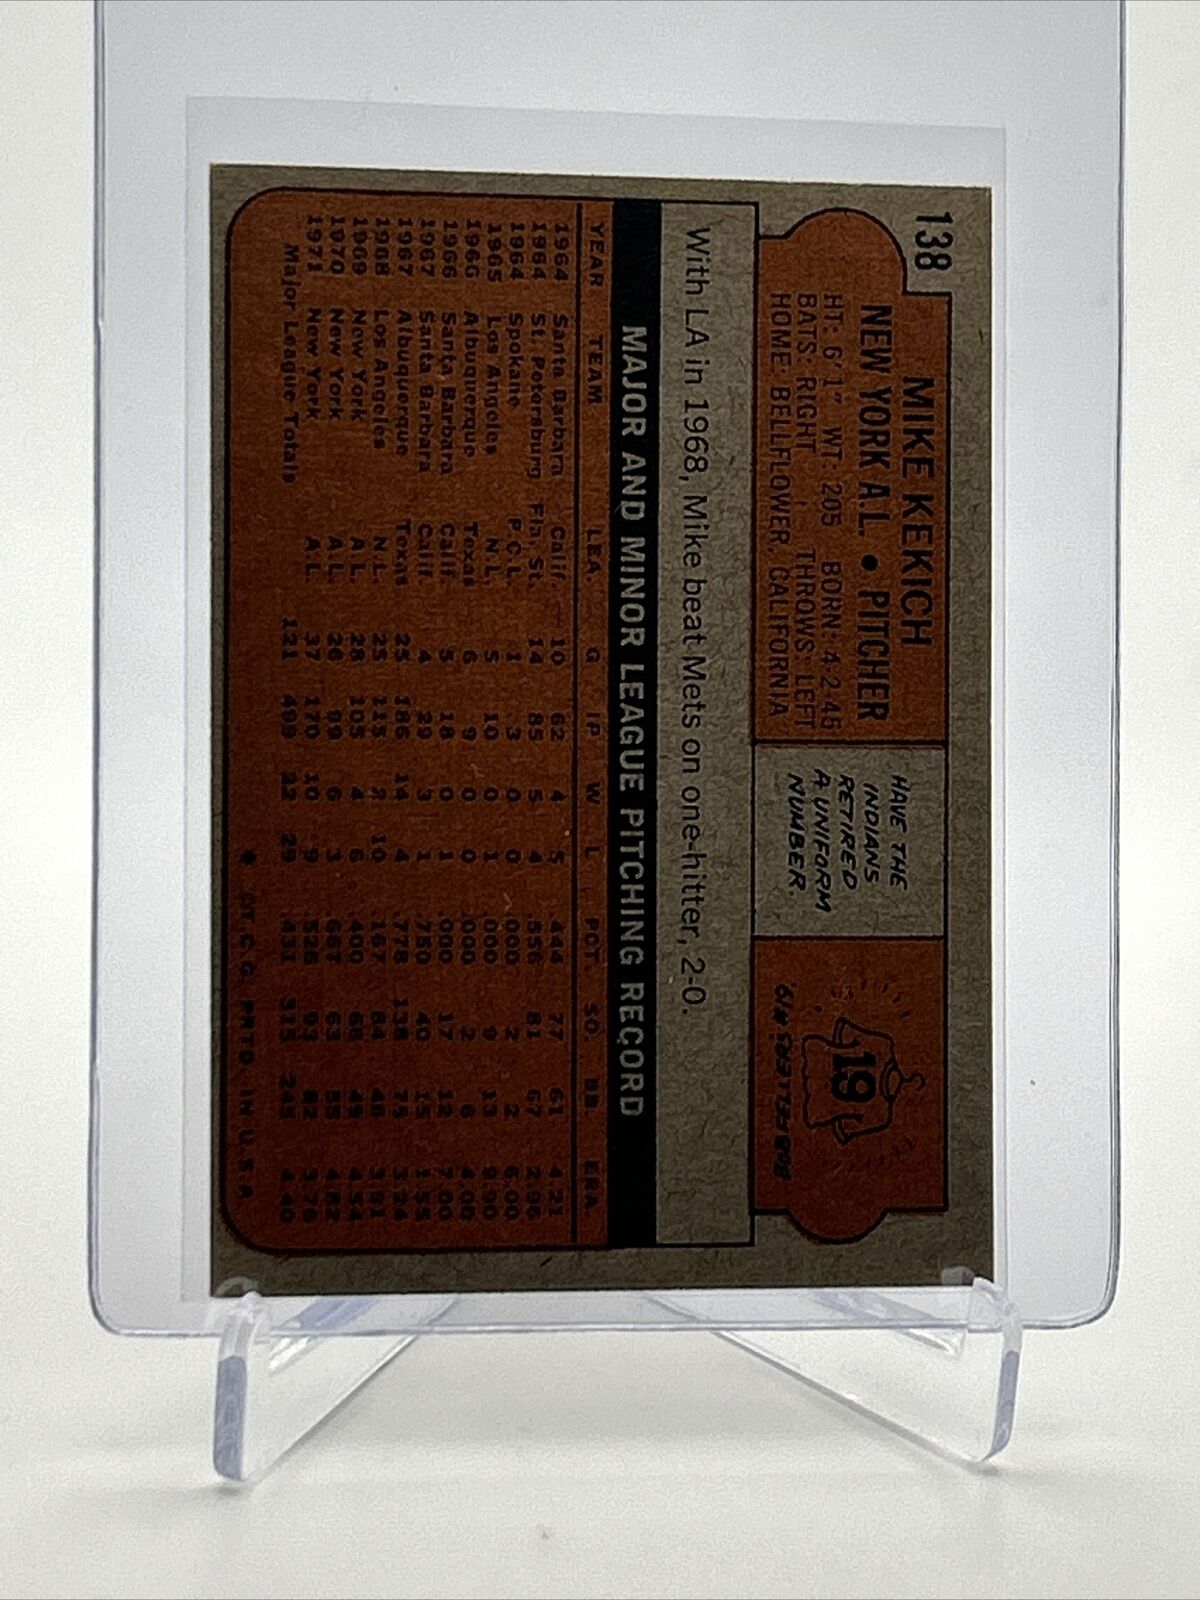 138
MIKE KEKICH
NEW YORK A.L. • PITCHER
HT: 6'1" WT: 205 BORN: 4-2-45
BATS: RIGHT THROWS: LEFT
HOME: BELLFLOWER, CALIFORNIA
HAVE THE
INDIANS
RETIRED
A UNIFORM
NUMBER.
19
BOB FELLER'S #19.
With LA in 1968, Mike beat Mets on one-hitter, 2-0.
MAJOR AND MINOR LEAGUE PITCHING RECORD
YEAR TEAM LEA. G IP W L PCT. SO. BB. ERA.
1964 Santa Barbara Calif. 10 62 4 5 .444 77 61 4.21
1964 St. Petersburg Fla. St. 14 85 5 4 .556 81 67 2.96
1964 Spokane P.C.L. 1 3 0 0 .000 2 2 6.00
1965 Los Angeles N.L. 5 10 0 1 .000 9 13 9.90
1966 Albuquerque Texas 6 9 0 0 .000 2 6 4.00
1966 Santa Barbara Calif. 5 18 0 1 .000 17 12 7.00
1967 Santa Barbara Calif. 4 29 3 1 .750 40 15 1.55
1967 Albuquerque Texas 25 186 14 4 .778 138 75 3.24
1968 Los Angeles N.L. 25 115 2 10 .167 84 46 3.91
1969 New York A.L. 28 105 4 6 .400 66 49 4.54
1970 New York A.L. 26 99 6 3 .667 63 55 4.82
1971 New York A.L. 37 170 10 9 .526 93 82 3.76
Major League Totals 121 499 22 29 .431 315 245 4.40
* ©T.C.G. PRTD. IN U.S.A.